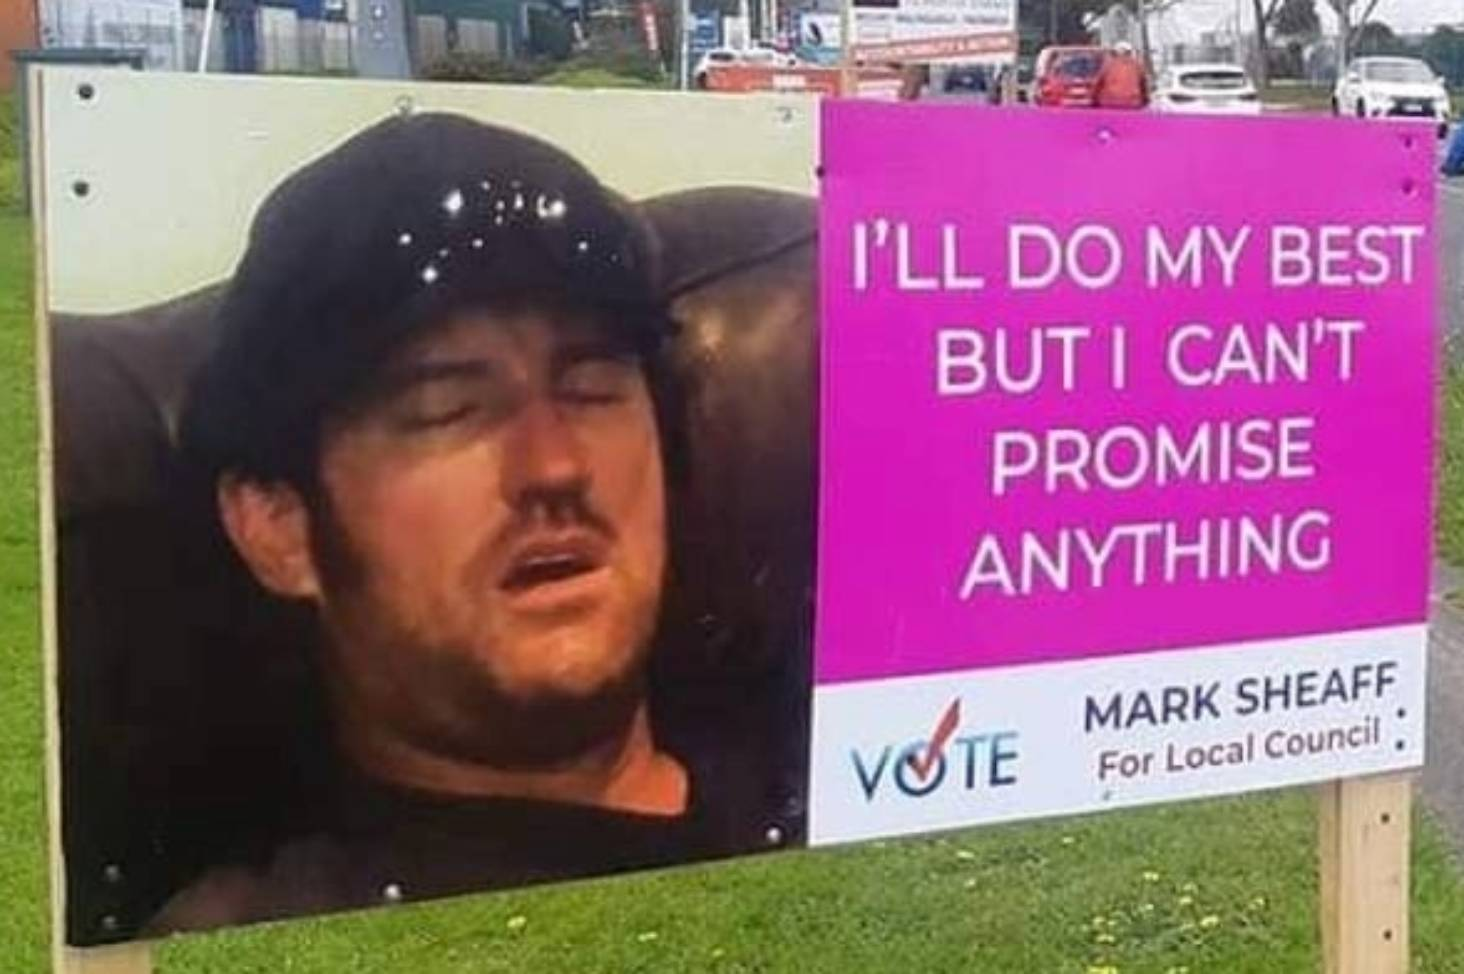 I'LL DO MY BEST
BUT I CAN'T
PROMISE
ANYTHING
VOTE
MARK SHEAFF
For Local Council